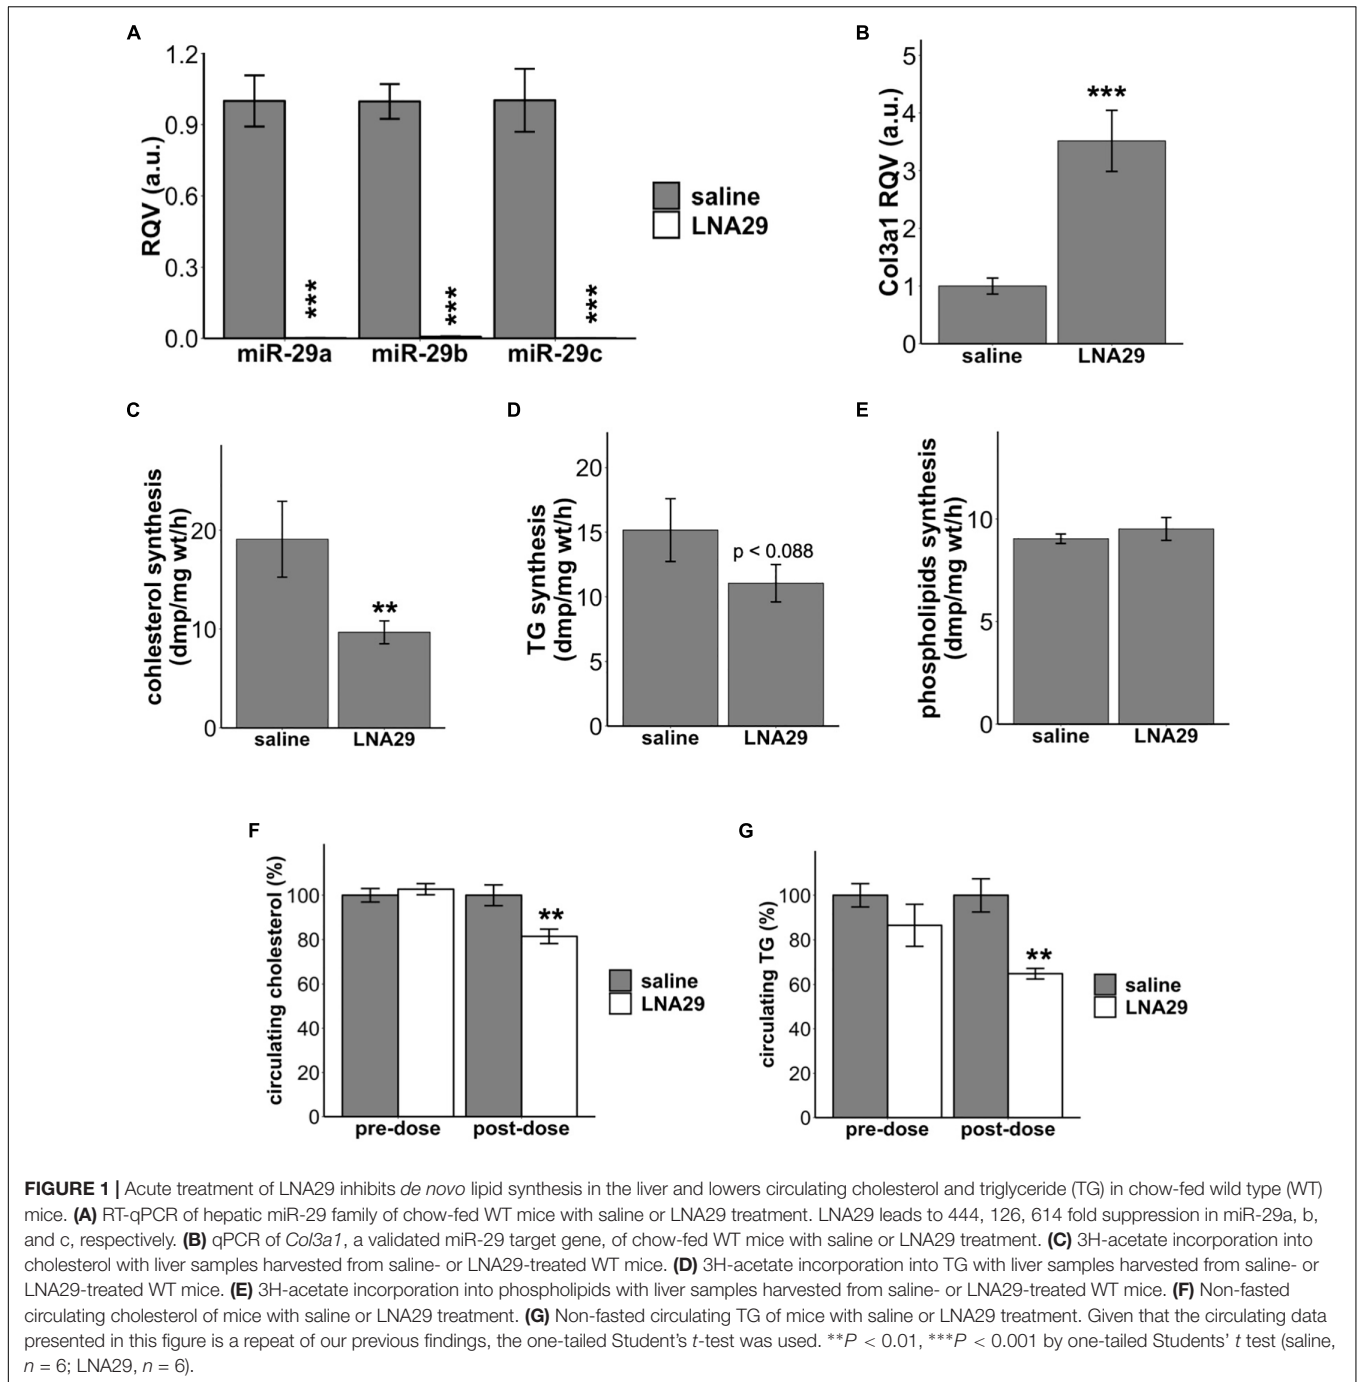 A
1.2
0.9
0.6
0.3
0.0
RQV (a.u.)
***
***
***
miR-29a miR-29b miR-29c
saline
LNA29
B
5
4
3
2
1
0
Col3a1 RQV (a.u.)
***
saline LNA29
C
20
10
0
cohlesterol synthesis
(dmp/mg wt/h)
**
saline LNA29
D
20
15
10
5
0
TG synthesis
(dmp/mg wt/h)
p < 0.088
saline LNA29
E
10
5
0
phospholipids synthesis
(dmp/mg wt/h)
saline LNA29
F
100
80
60
40
20
0
circulating cholesterol (%)
**
pre-dose post-dose
saline
LNA29
G
100
80
60
40
20
0
circulating TG (%)
**
pre-dose post-dose
saline
LNA29
FIGURE 1 | Acute treatment of LNA29 inhibits de novo lipid synthesis in the liver and lowers circulating cholesterol and triglyceride (TG) in chow-fed wild type (WT)
mice. (A) RT-qPCR of hepatic miR-29 family of chow-fed WT mice with saline or LNA29 treatment. LNA29 leads to 444, 126, 614 fold suppression in miR-29a, b,
and c, respectively. (B) qPCR of Col3a1, a validated miR-29 target gene, of chow-fed WT mice with saline or LNA29 treatment. (C) 3H-acetate incorporation into
cholesterol with liver samples harvested from saline- or LNA29-treated WT mice. (D) 3H-acetate incorporation into TG with liver samples harvested from saline- or
LNA29-treated WT mice. (E) 3H-acetate incorporation into phospholipids with liver samples harvested from saline- or LNA29-treated WT mice. (F) Non-fasted
circulating cholesterol of mice with saline or LNA29 treatment. (G) Non-fasted circulating TG of mice with saline or LNA29 treatment. Given that the circulating data
presented in this figure is a repeat of our previous findings, the one-tailed Student's t-test was used. **P < 0.01, ***P < 0.001 by one-tailed Students' t test (saline,
n = 6; LNA29, n = 6).